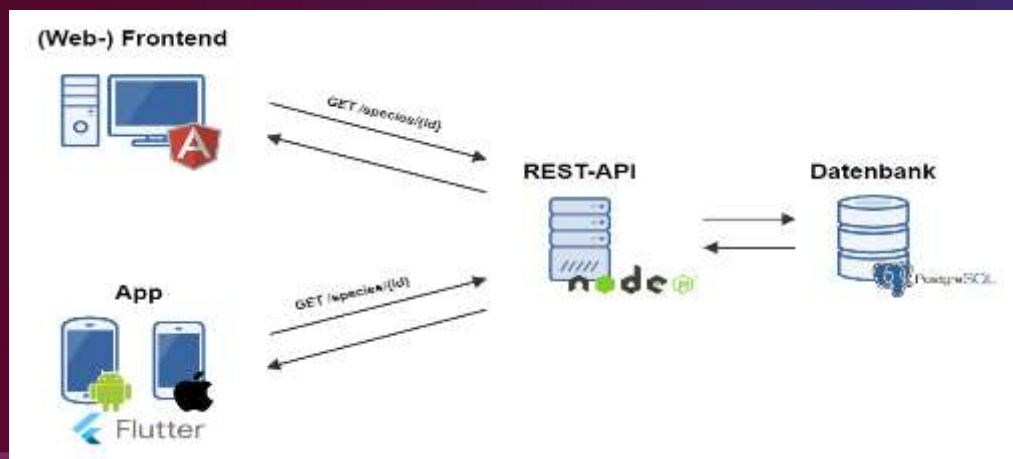 (Web-) Frontend
GET /species/{id}
REST-API
Datenbank
node
PostgreSQL
App
GET /species/{id}
Flutter